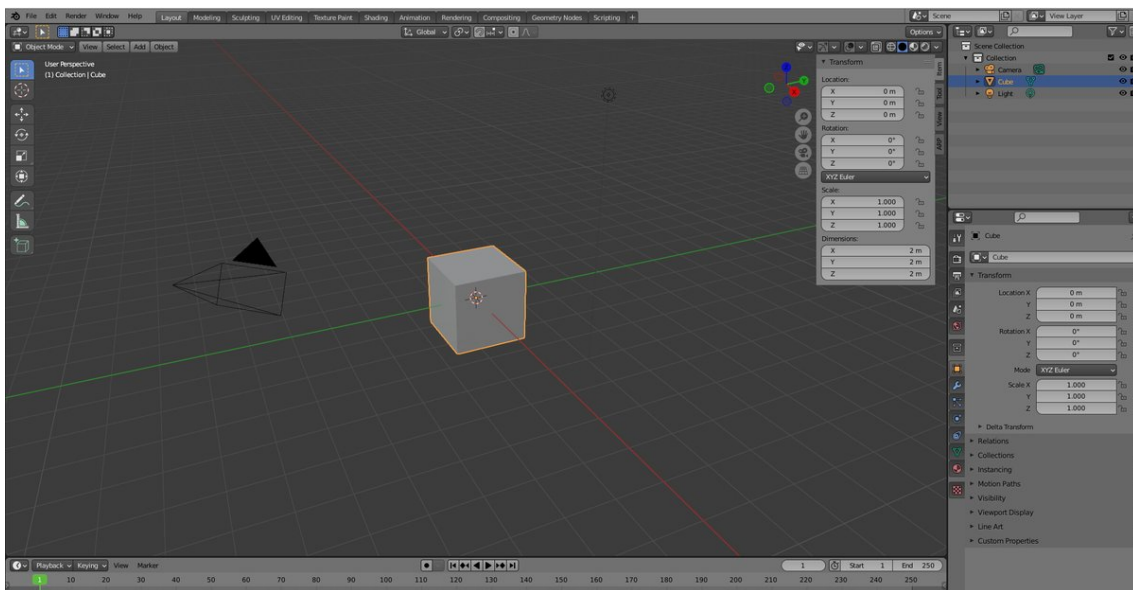 File Edit Render Window Help Layout Modeling Sculpting UV Editing Texture Paint Shading Animation Rendering Compositing Geometry Nodes Scripting + Scene View Layer
Global Options
Object Mode View Select Add Object
User Perspective
(1) Collection | Cube
Transform
Location:
X 0 m
Y 0 m
Z 0 m
Rotation:
X 0°
Y 0°
Z 0°
XYZ Euler
Scale:
X 1.000
Y 1.000
Z 1.000
Dimensions:
X 2 m
Y 2 m
Z 2 m
Item
Tool
View
ARP
Z
Y
X
Scene Collection
Collection
Camera
Cube
Light
Cube
Cube
Transform
Location X 0 m
Y 0 m
Z 0 m
Rotation X 0°
Y 0°
Z 0°
Mode XYZ Euler
Scale X 1.000
Y 1.000
Z 1.000
Delta Transform
Relations
Collections
Instancing
Motion Paths
Visibility
Viewport Display
Line Art
Custom Properties
Playback Keying View Marker 1 Start 1 End 250
1 10 20 30 40 50 60 70 80 90 100 110 120 130 140 150 160 170 180 190 200 210 220 230 240 250